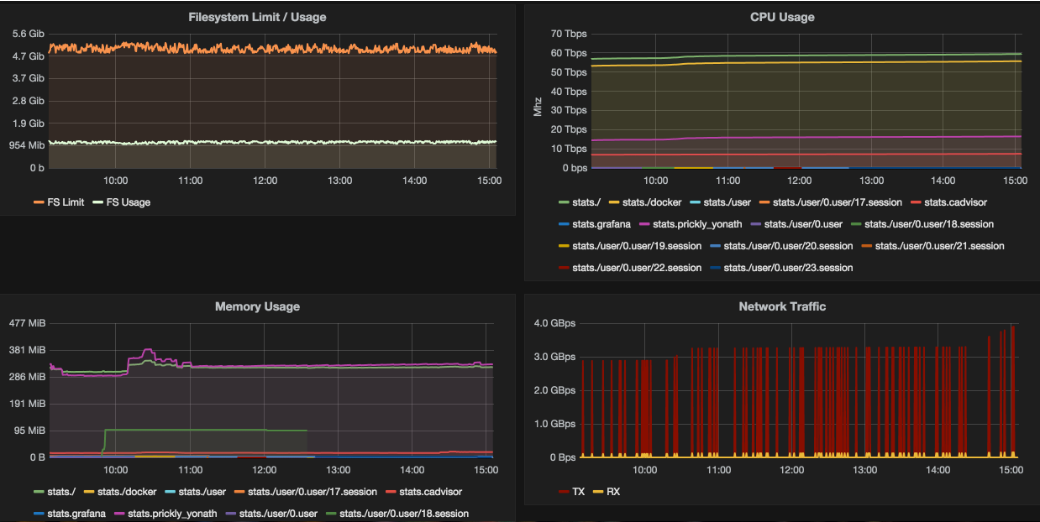 Filesystem Limit / Usage
5.6 Gib
4.7 Gib
3.7 Gib
2.8 Gib
1.9 Gib
954 Mib
0 b
10:00 11:00 12:00 13:00 14:00 15:00
FS Limit FS Usage
CPU Usage
Mhz
70 Tbps
60 Tbps
50 Tbps
40 Tbps
30 Tbps
20 Tbps
10 Tbps
0 bps
10:00 11:00 12:00 13:00 14:00 15:00
stats./ stats./docker stats./user stats./user/0.user/17.session stats.cadvisor
stats.grafana stats.prickly_yonath stats./user/0.user stats./user/0.user/18.session
stats./user/0.user/19.session stats./user/0.user/20.session stats./user/0.user/21.session
stats./user/0.user/22.session stats./user/0.user/23.session
Memory Usage
477 MiB
381 MiB
286 MiB
191 MiB
95 MiB
0 B
10:00 11:00 12:00 13:00 14:00 15:00
stats./ stats./docker stats./user stats./user/0.user/17.session stats.cadvisor
stats.grafana stats.prickly_yonath stats./user/0.user stats./user/0.user/18.session
Network Traffic
4.0 GBps
3.0 GBps
2.0 GBps
1.0 GBps
0 Bps
10:00 11:00 12:00 13:00 14:00 15:00
TX RX